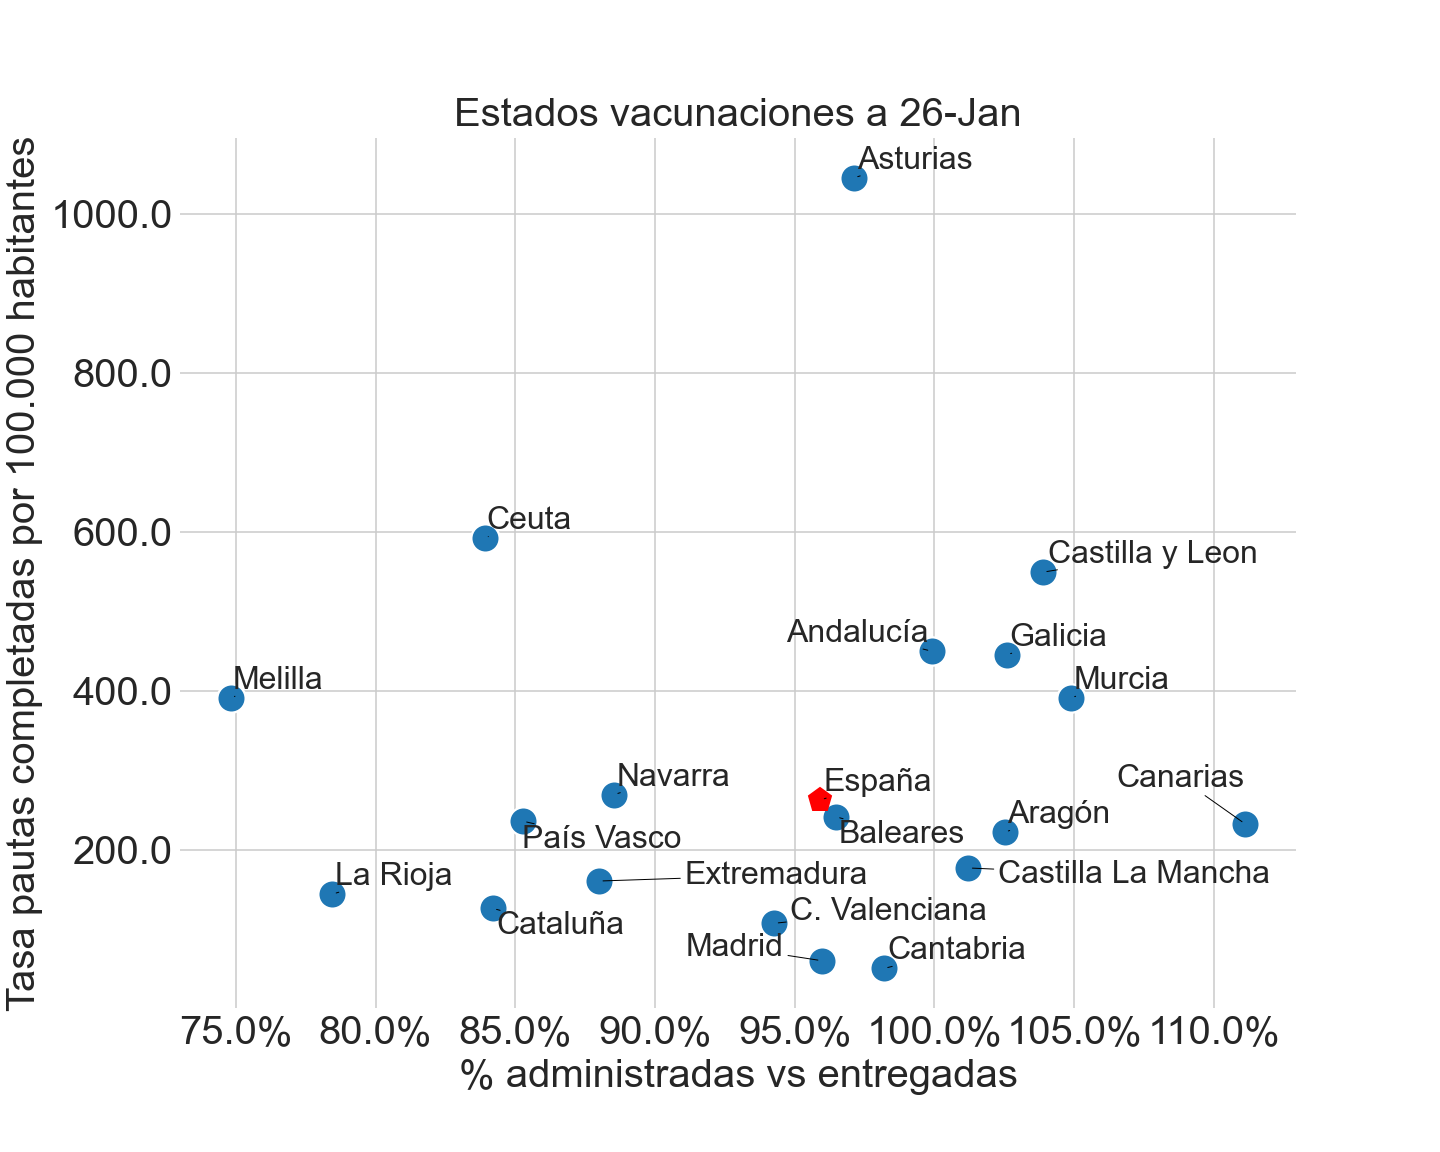 Estados vacunaciones a 26-Jan
Tasa pautas completadas por 100.000 habitantes
1000.0
800.0
600.0
400.0
200.0
Asturias
Ceuta
Castilla y Leon
Andalucía
Galicia
Melilla
Murcia
Navarra
España
Canarias
Aragón
Baleares
País Vasco
La Rioja
Extremadura
Castilla La Mancha
Cataluña
C. Valenciana
Madrid
Cantabria
75.0% 80.0% 85.0% 90.0% 95.0% 100.0% 105.0% 110.0%
% administradas vs entregadas